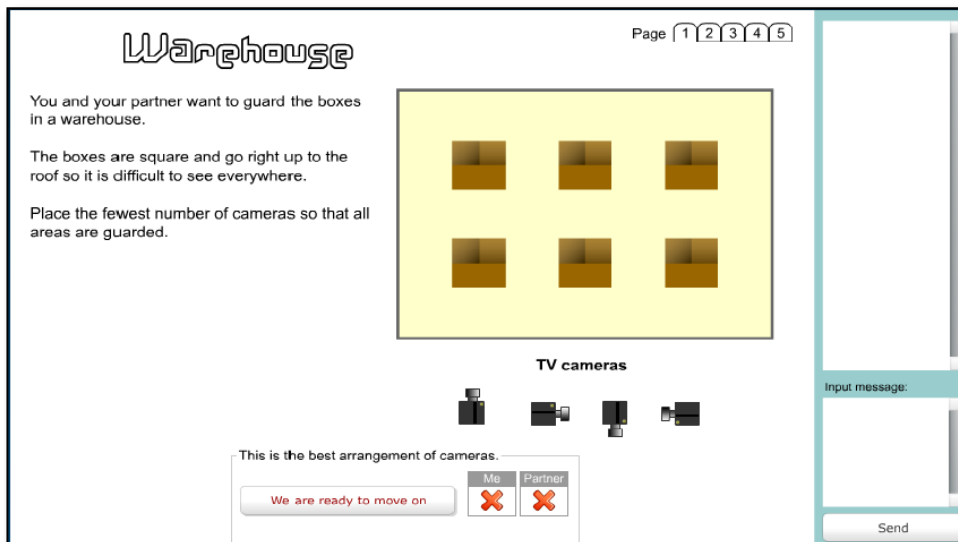 Warehouse
Page 1 2 3 4 5
You and your partner want to guard the boxes
in a warehouse.
The boxes are square and go right up to the
roof so it is difficult to see everywhere.
Place the fewest number of cameras so that all
areas are guarded.
TV cameras
Input message:
This is the best arrangement of cameras.
Me Partner
We are ready to move on
Send